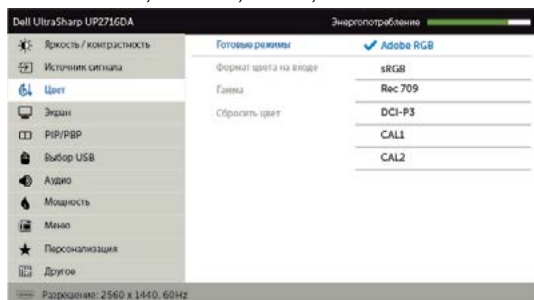 Dell UltraSharp UP2716DA Энергопотребление
Яркость / контрастность Готовые режимы Adobe RGB
Источник сигнала Формат цвета на входе sRGB
Цвет Гамма Rec 709
Экран Сбросить цвет DCI-P3
PIP/PBP CAL1
Выбор USB CAL2
Аудио
Мощность
Меню
Персонализация
Другое
Разрешение: 2560 x 1440, 60Hz